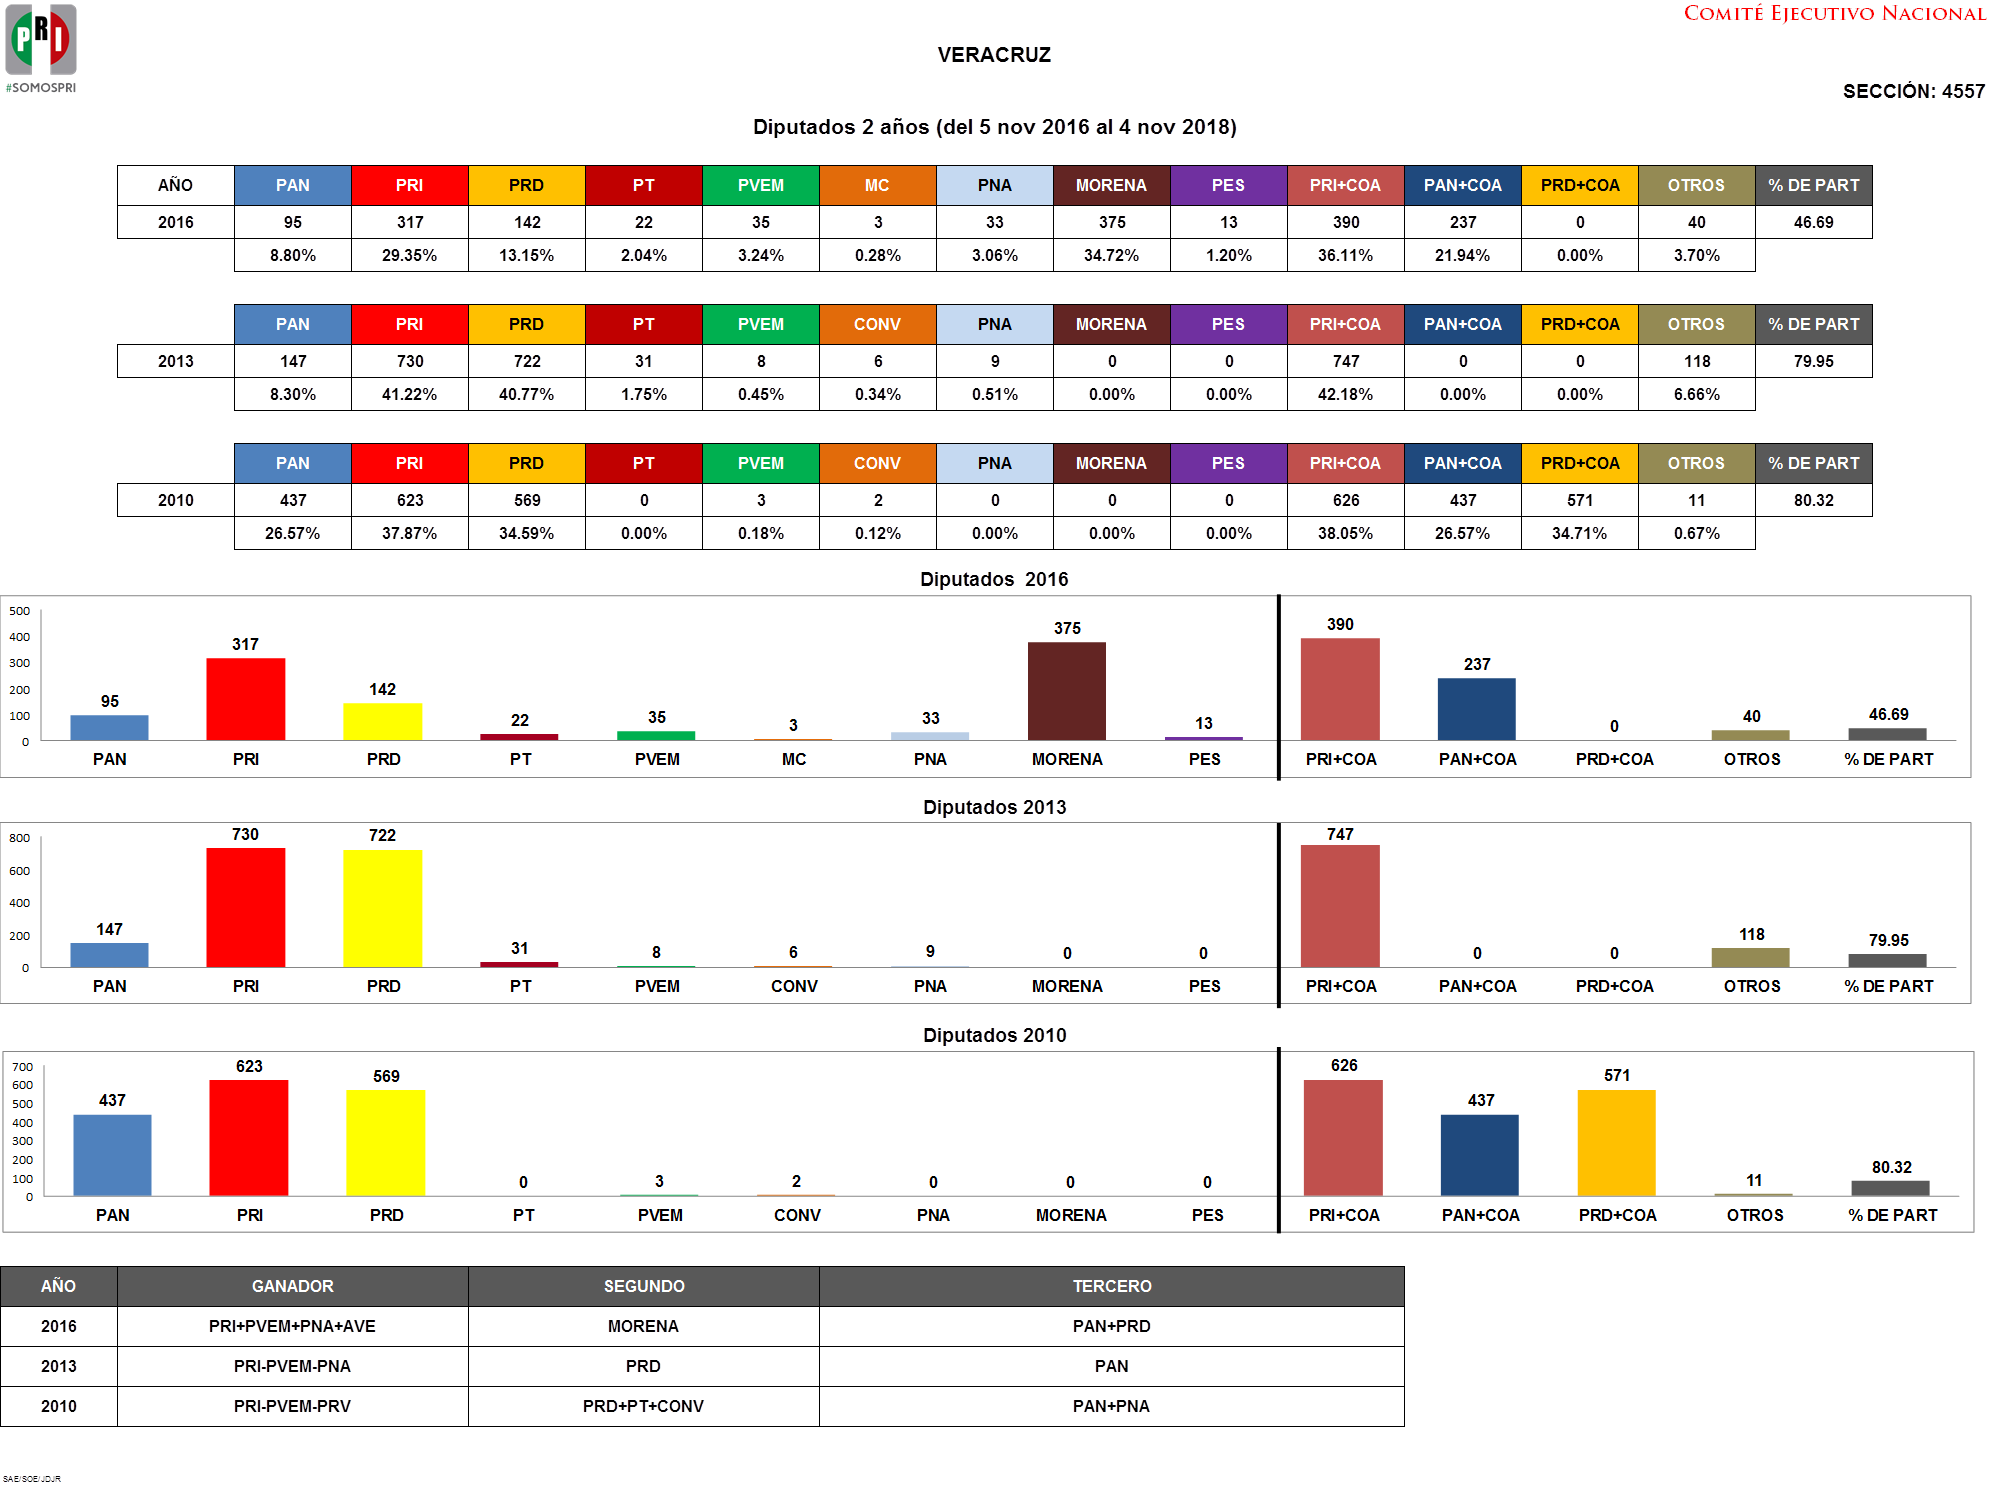 PRI
#SOMOSPRI
COMITÉ EJECUTIVO NACIONAL
VERACRUZ
SECCIÓN: 4557
Diputados 2 años (del 5 nov 2016 al 4 nov 2018)
AÑO PAN PRI PRD PT PVEM MC PNA MORENA PES PRI+COA PAN+COA PRD+COA OTROS % DE PART
2016 95 317 142 22 35 3 33 375 13 390 237 0 40 46.69
8.80% 29.35% 13.15% 2.04% 3.24% 0.28% 3.06% 34.72% 1.20% 36.11% 21.94% 0.00% 3.70%
PAN PRI PRD PT PVEM CONV PNA MORENA PES PRI+COA PAN+COA PRD+COA OTROS % DE PART
2013 147 730 722 31 8 6 9 0 0 747 0 0 118 79.95
8.30% 41.22% 40.77% 1.75% 0.45% 0.34% 0.51% 0.00% 0.00% 42.18% 0.00% 0.00% 6.66%
PAN PRI PRD PT PVEM CONV PNA MORENA PES PRI+COA PAN+COA PRD+COA OTROS % DE PART
2010 437 623 569 0 3 2 0 0 0 626 437 571 11 80.32
26.57% 37.87% 34.59% 0.00% 0.18% 0.12% 0.00% 0.00% 0.00% 38.05% 26.57% 34.71% 0.67%
Diputados 2016
500
400
300
200
100
0
95 317 142 22 35 3 33 375 13 390 237 0 40 46.69
PAN PRI PRD PT PVEM MC PNA MORENA PES PRI+COA PAN+COA PRD+COA OTROS % DE PART
Diputados 2013
800
600
400
200
0
147 730 722 31 8 6 9 0 0 747 0 0 118 79.95
PAN PRI PRD PT PVEM CONV PNA MORENA PES PRI+COA PAN+COA PRD+COA OTROS % DE PART
Diputados 2010
700
600
500
400
300
200
100
0
437 623 569 0 3 2 0 0 0 626 437 571 11 80.32
PAN PRI PRD PT PVEM CONV PNA MORENA PES PRI+COA PAN+COA PRD+COA OTROS % DE PART
AÑO GANADOR SEGUNDO TERCERO
2016 PRI+PVEM+PNA+AVE MORENA PAN+PRD
2013 PRI-PVEM-PNA PRD PAN
2010 PRI-PVEM-PRV PRD+PT+CONV PAN+PNA
SAE/SOE/JDJR